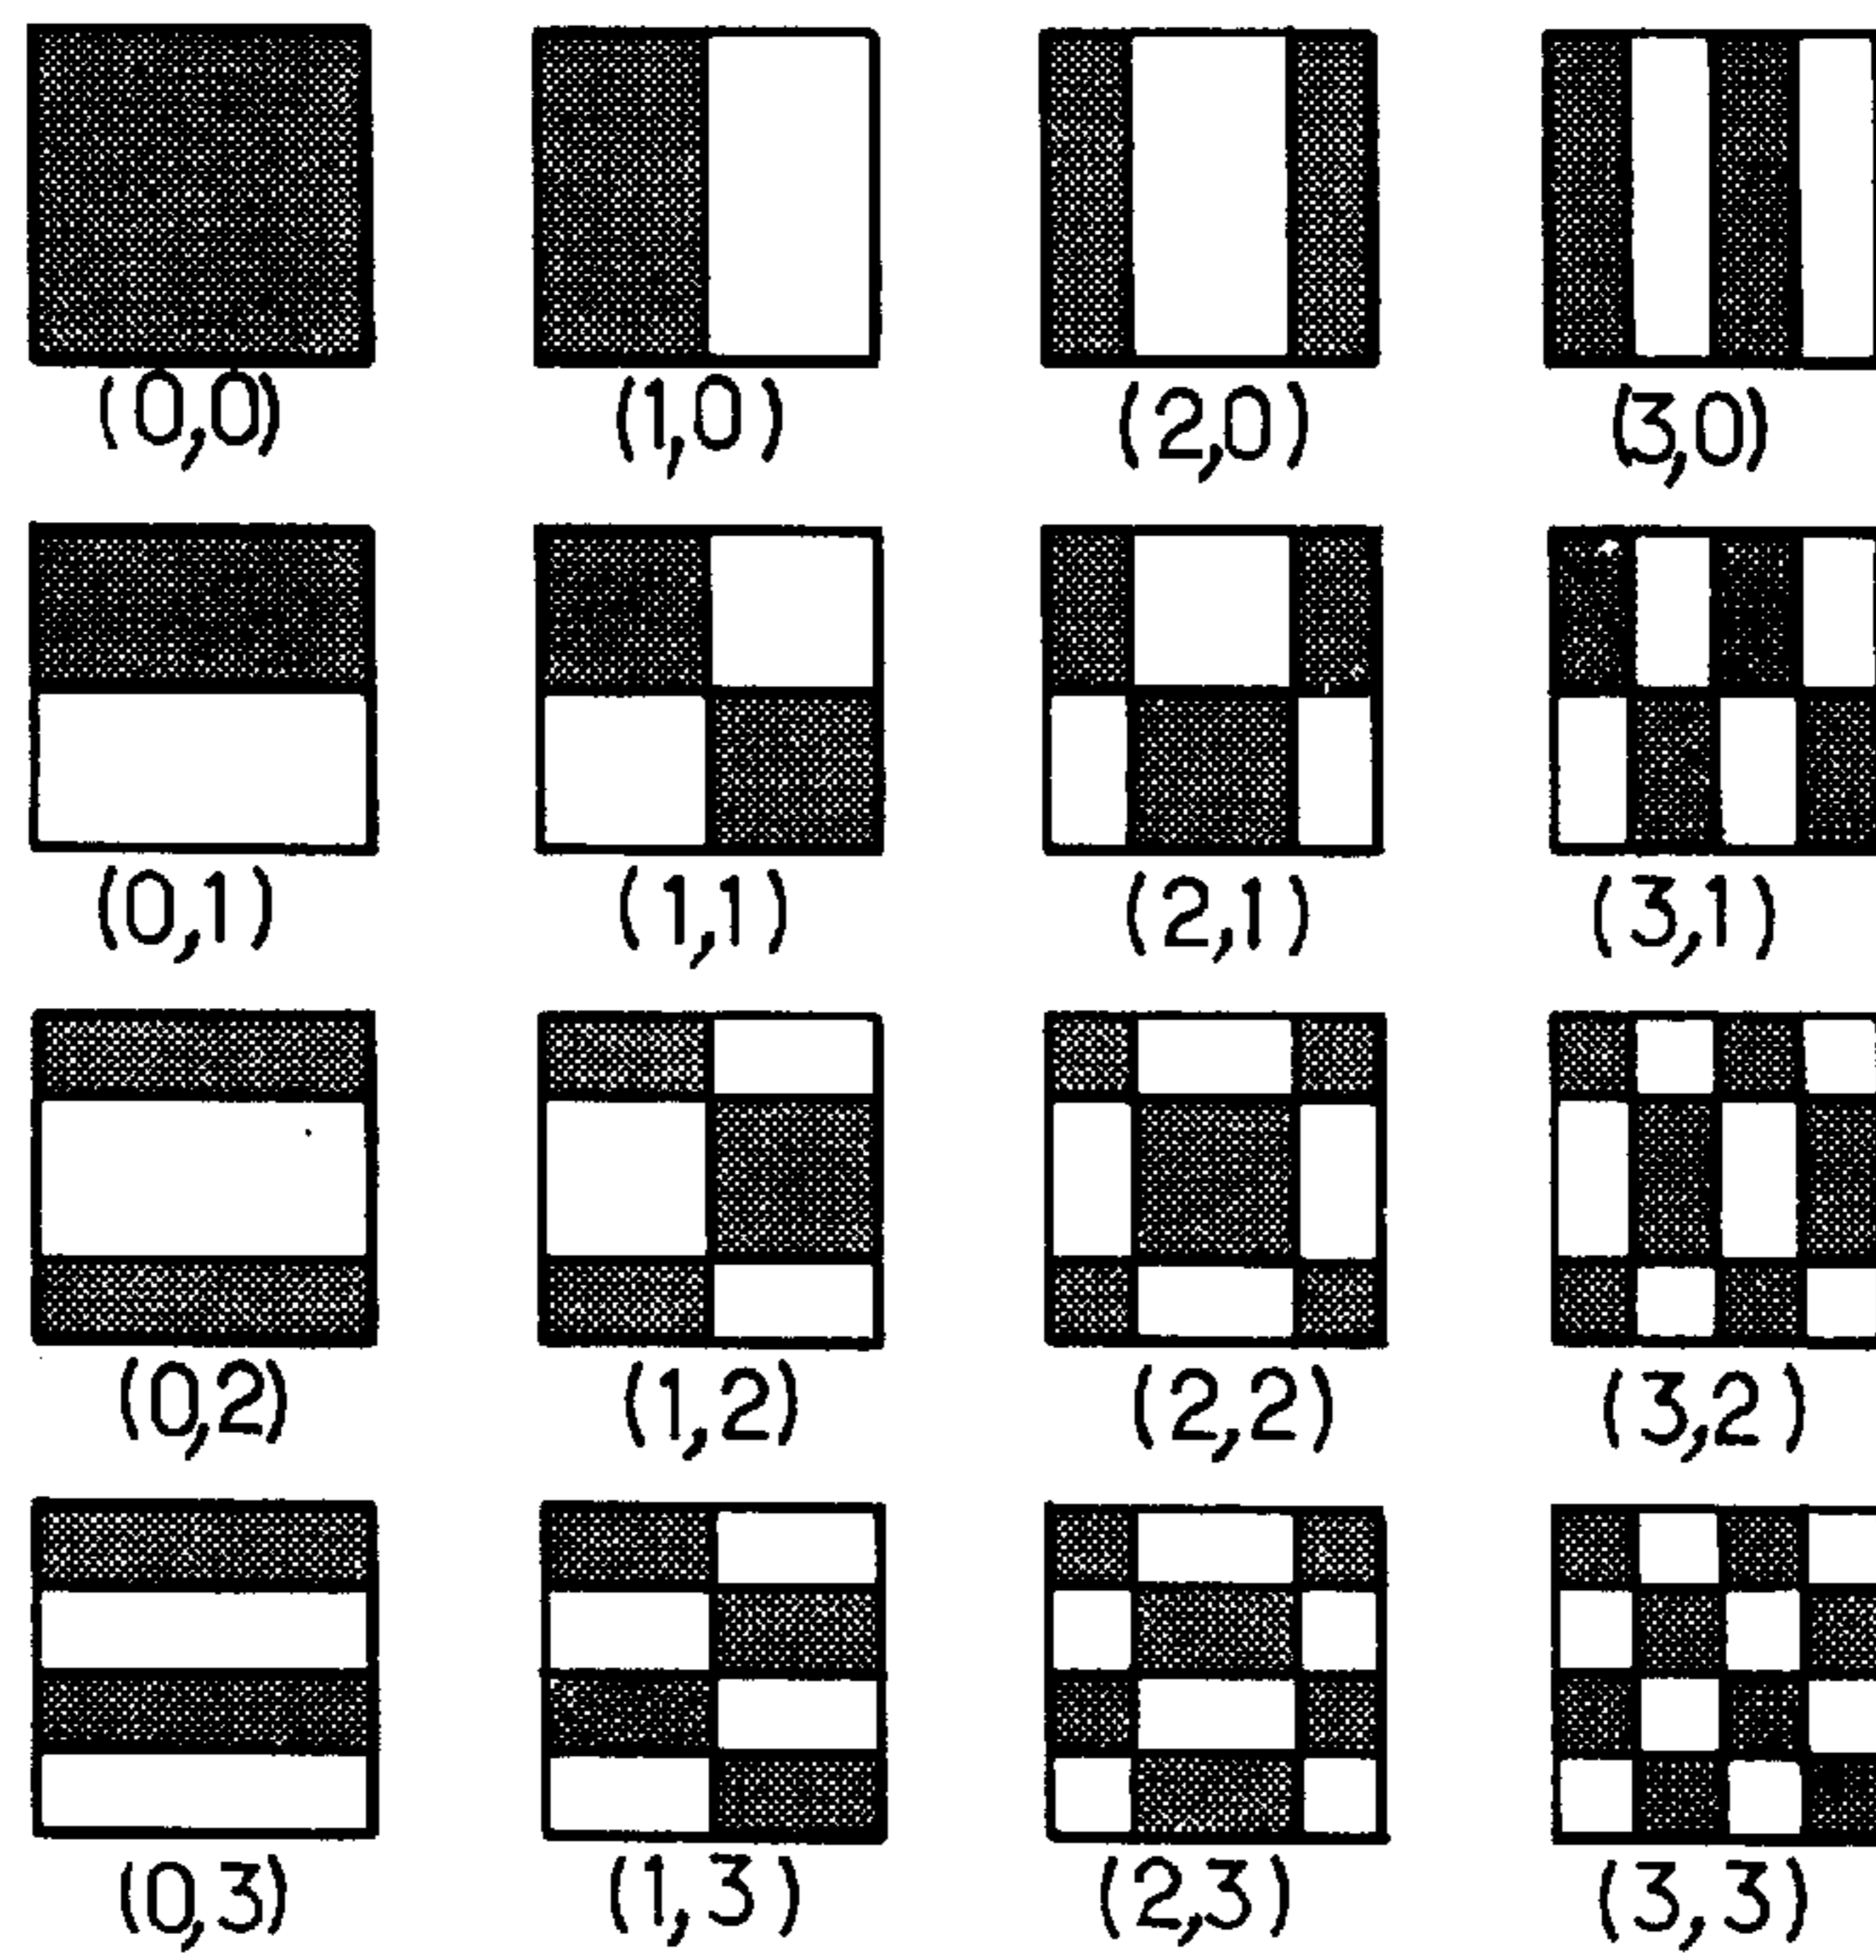 (0,0) (1,0) (2,0) (3,0)
(0,1) (1,1) (2,1) (3,1)
(0,2) (1,2) (2,2) (3,2)
(0,3) (1,3) (2,3) (3,3)